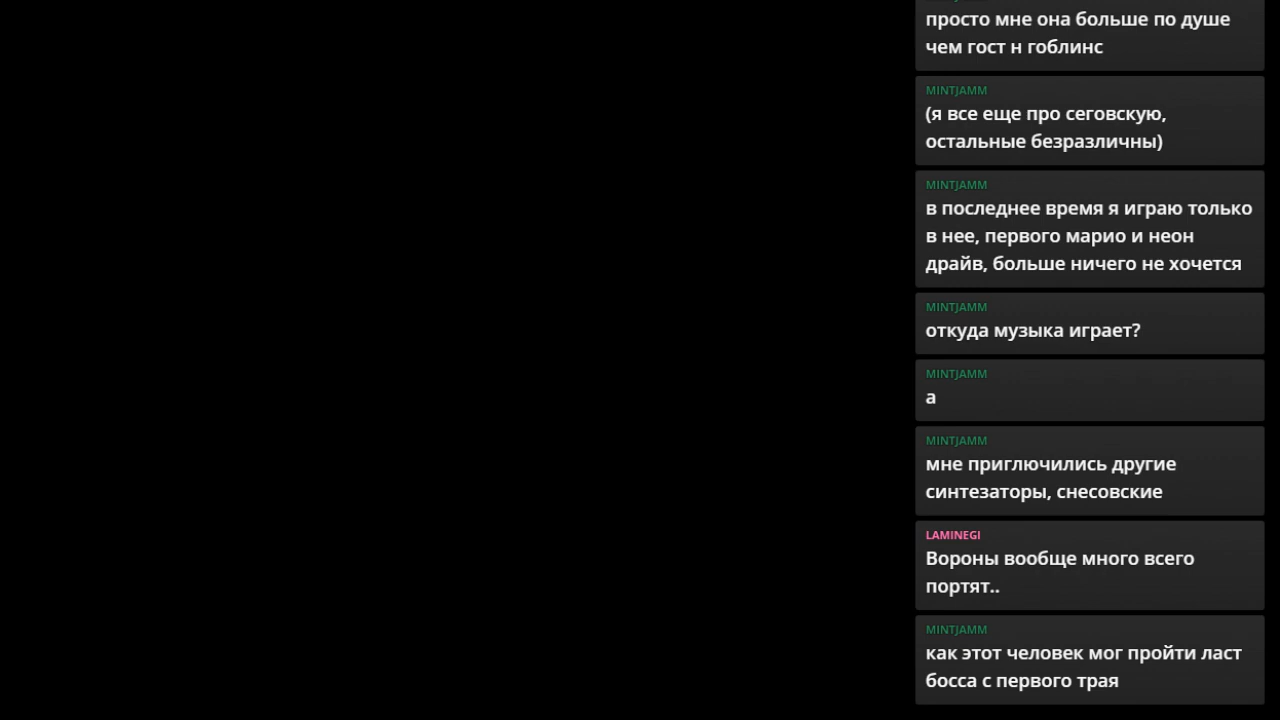 просто мне она больше по душе
чем гост н гоблинс
MINTJAMM
(я все еще про сеговскую,
остальные безразличны)
MINTJAMM
в последнее время я играю только
в нее, первого марио и неон
драйв, больше ничего не хочется
MINTJAMM
откуда музыка играет?
MINTJAMM
а
MINTJAMM
мне приглючились другие
синтезаторы, снесовские
LAMINEGI
Вороны вообще много всего
портят..
MINTJAMM
как этот человек мог пройти ласт
босса с первого трая